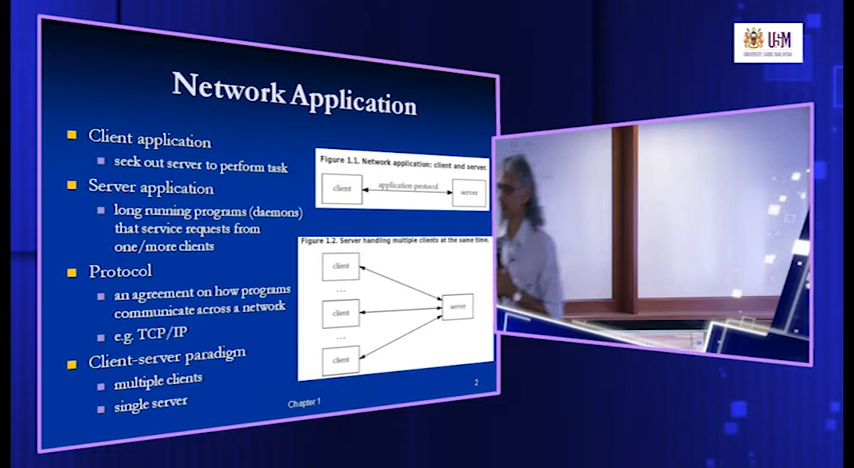 USM
UNIVERSITI SAINS MALAYSIA
Network Application
Client application
seek out server to perform task
Server application
long running programs (daemons)
that service requests from
one/more clients
Protocol
an agreement on how programs
communicate across a network
e.g. TCP/IP
Client-server paradigm
multiple clients
single server
Figure 1.1. Network application: client and server.
client
application protocol
server
Figure 1.2. Server handling multiple clients at the same time.
client
...
client
...
client
server
Chapter 1
2